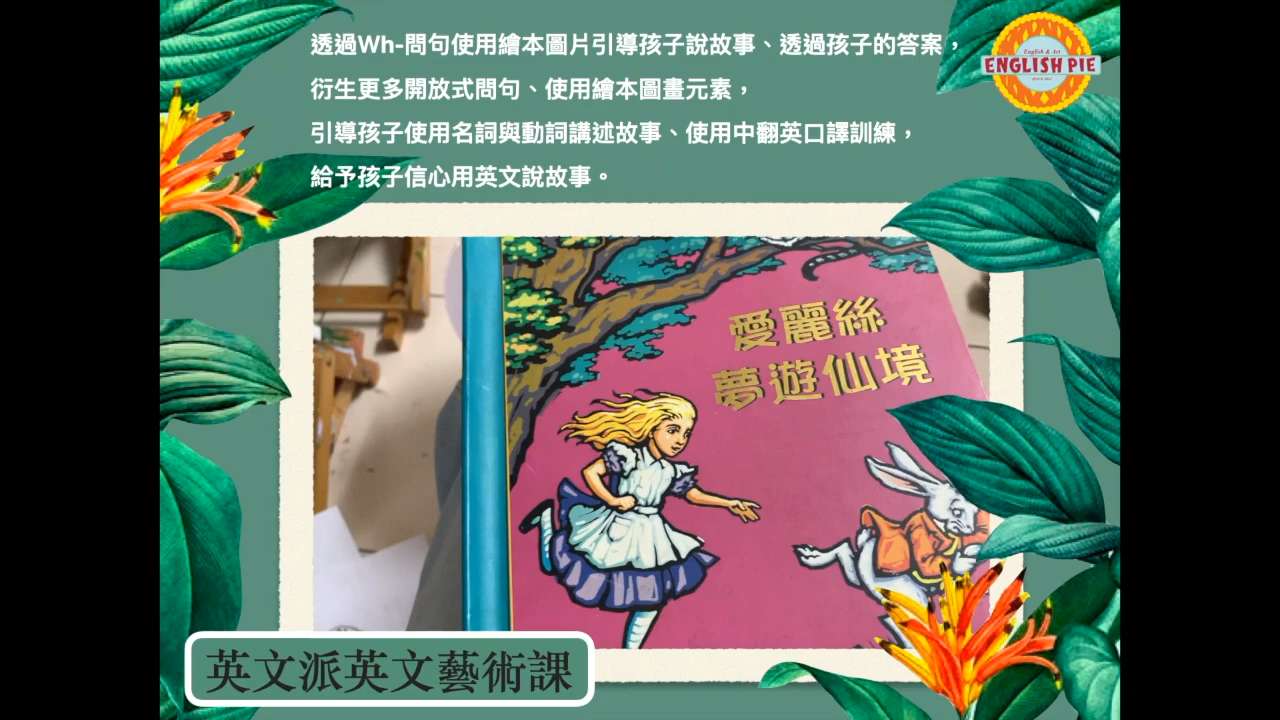 透過Wh-問句使用繪本圖片引導孩子說故事、透過孩子的答案，
衍生更多開放式問句、使用繪本圖畫元素，
引導孩子使用名詞與動詞講述故事、使用中翻英口譯訓練，
給予孩子信心用英文說故事。
English & Art
ENGLISH PIE
愛麗絲
夢遊仙境
英文派英文藝術課